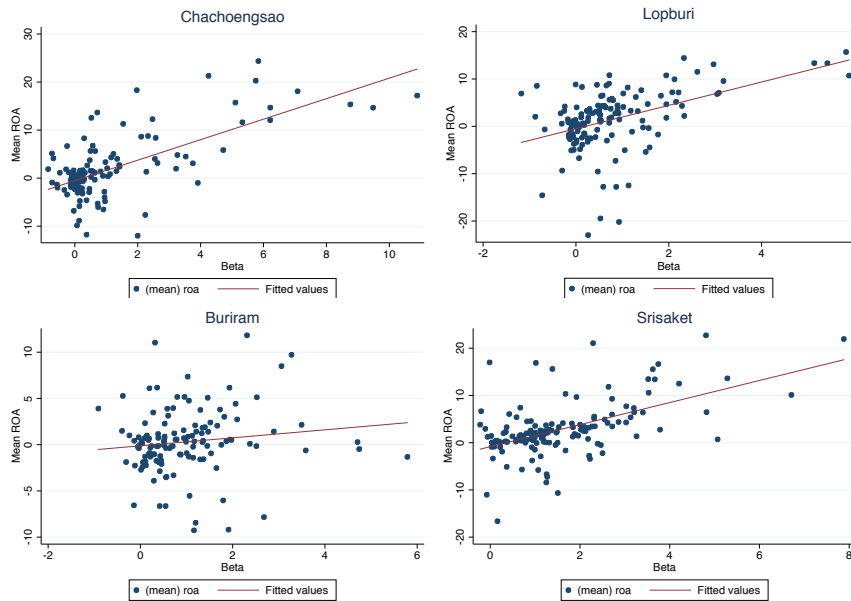 Chachoengsao
30
20
10
0
-10
Mean ROA
0
2
4
6
8
10
Beta
(mean) roa
Fitted values
Lopburi
20
10
0
-10
-20
Mean ROA
-2
0
2
4
6
Beta
(mean) roa
Fitted values
Buriram
10
5
0
-5
-10
Mean ROA
-2
0
2
4
6
Beta
(mean) roa
Fitted values
Srisaket
20
10
0
-10
-20
Mean ROA
0
2
4
6
8
Beta
(mean) roa
Fitted values